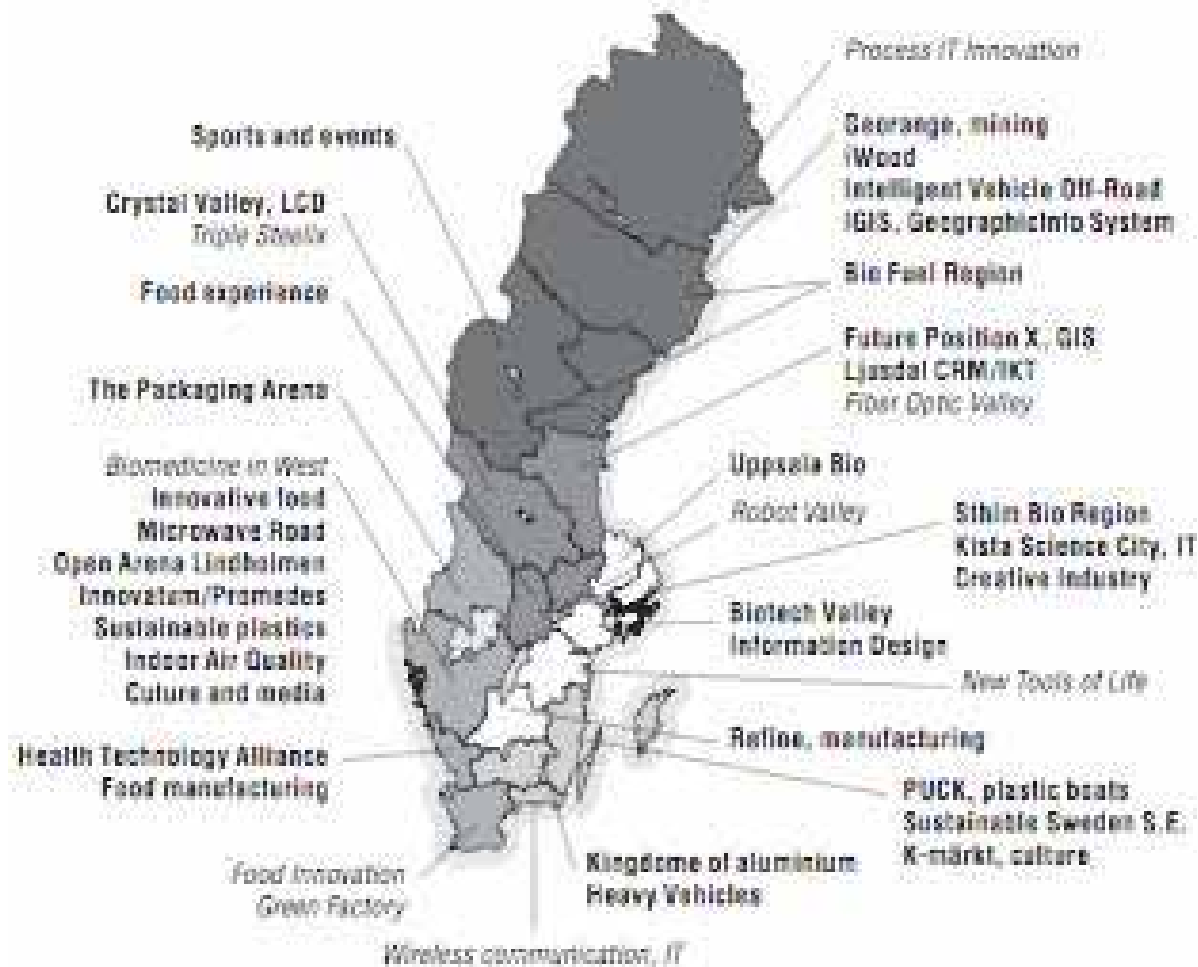 Process IT Innovation
Georange, mining
iWood
Intelligent Vehicle Off-Road
IGIS, GeographicInfo System
Bio Fuel Region
Future Position X, GIS
Ljusdal CRM/IKT
Fiber Optic Valley
Uppsala Bio
Robot Valley
Sthlm Bio Region
Kista Science City, IT
Creative Industry
Biotech Valley
Information Design
New Tools of Life
Refine, manufacturing
PUCK, plastic boats
Sustainable Sweden S.E.
K-märkt, culture
Kingdome of aluminium
Heavy Vehicles
Wireless communication, IT
Sports and events
Crystal Valley, LCD
Triple Steelix
Food experience
The Packaging Arena
Biomedicine in West
Innovative food
Microwave Road
Open Arena Lindholmen
Innovatum/Promedes
Sustainable plastics
Indoor Air Quality
Culure and media
Health Technology Alliance
Food manufacturing
Food Innovation
Green Factory